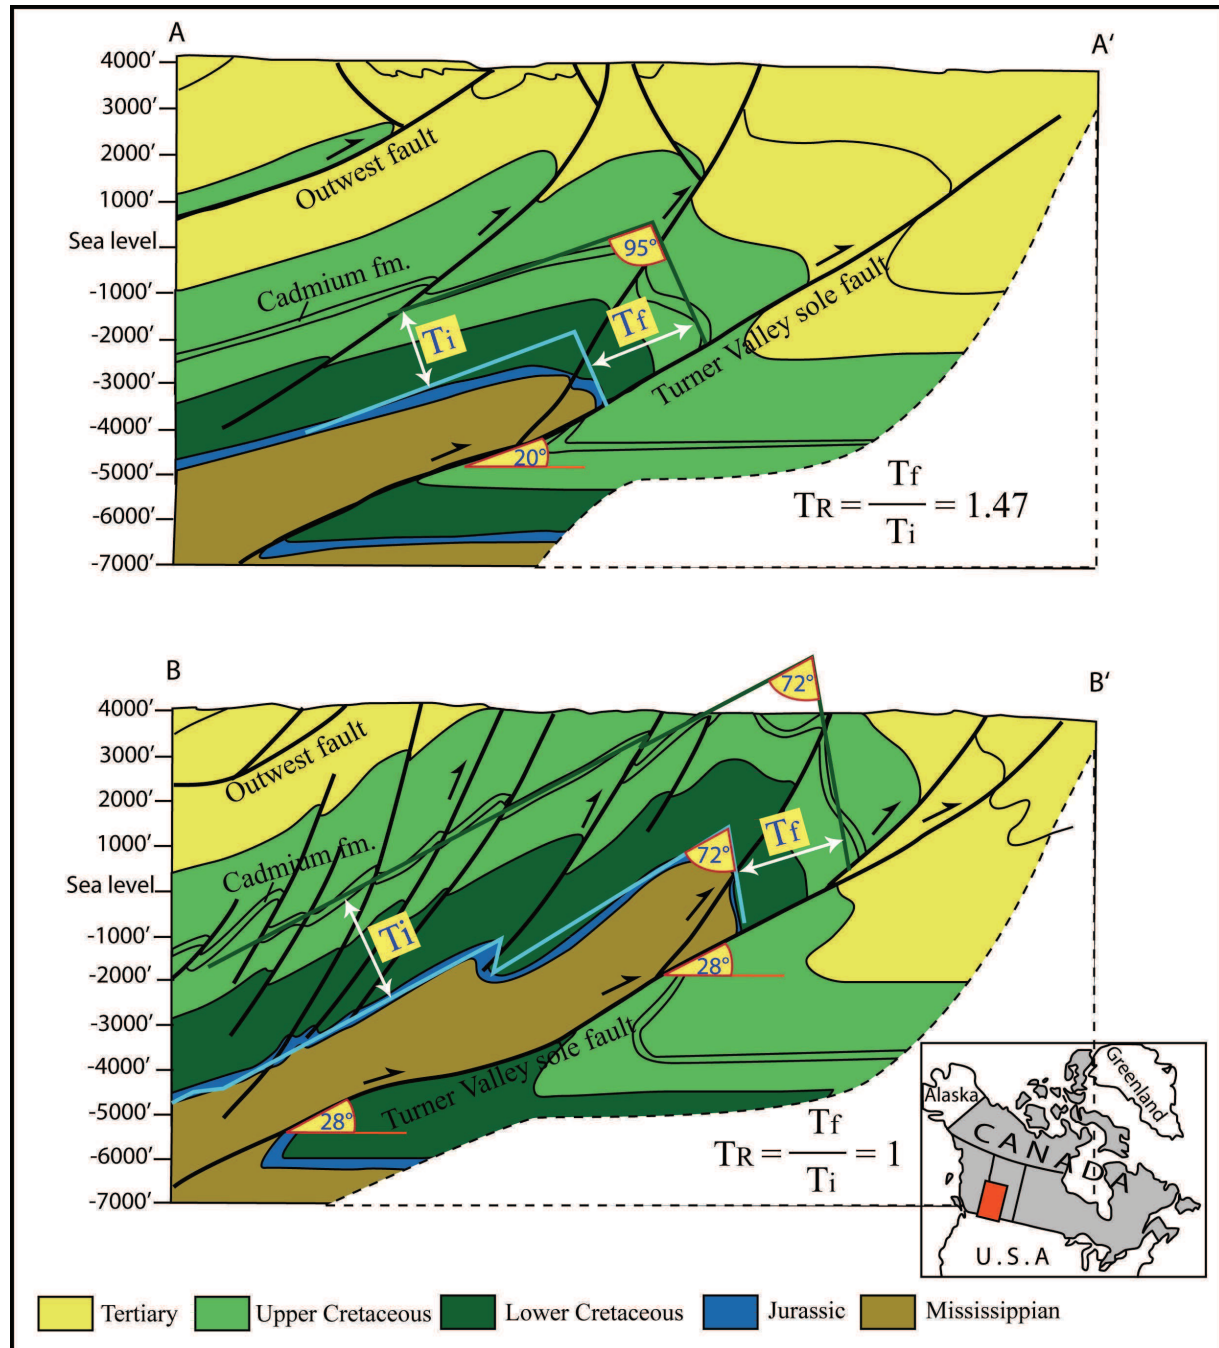 A
A'
4000'
3000'
2000'
1000'
Sea level
-1000'
-2000'
-3000'
-4000'
-5000'
-6000'
-7000'
Outwest fault
Cadmium fm.
95°
Ti
Tf
Turner Valley sole fault
20°
TR = Tf / Ti = 1.47
B
B'
4000'
3000'
2000'
1000'
Sea level
-1000'
-2000'
-3000'
-4000'
-5000'
-6000'
-7000'
Outwest fault
Cadmium fm.
72°
72°
Ti
Tf
28°
28°
Turner Valley sole fault
TR = Tf / Ti = 1
Alaska
Greenland
CANADA
U.S.A
Tertiary
Upper Cretaceous
Lower Cretaceous
Jurassic
Mississippian